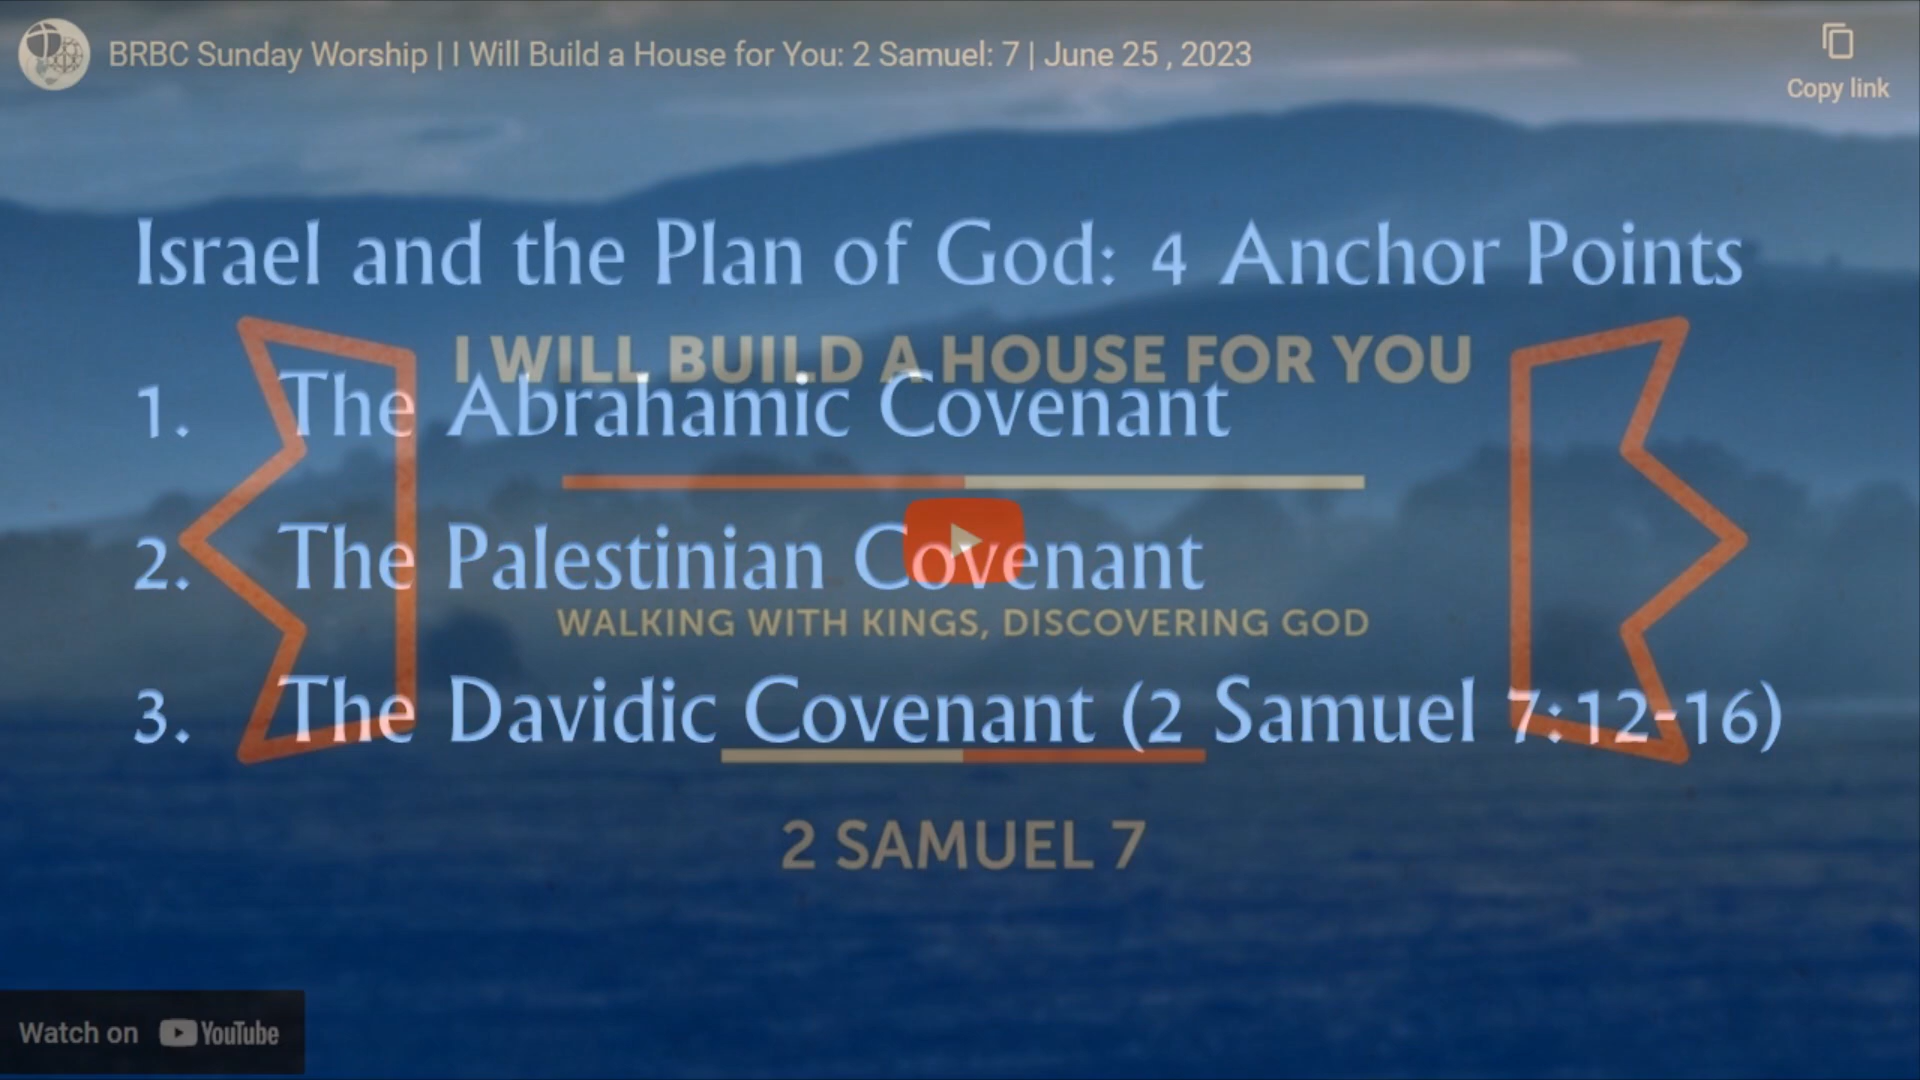 BRBC Sunday Worship | I Will Build a House for You: 2 Samuel: 7 | June 25 , 2023
Copy link
Israel and the Plan of God: 4 Anchor Points
I WILL BUILD A HOUSE FOR YOU
1. The Abrahamic Covenant
2. The Palestinian Covenant
WALKING WITH KINGS, DISCOVERING GOD
3. The Davidic Covenant (2 Samuel 7:12-16)
2 SAMUEL 7
Watch on YouTube